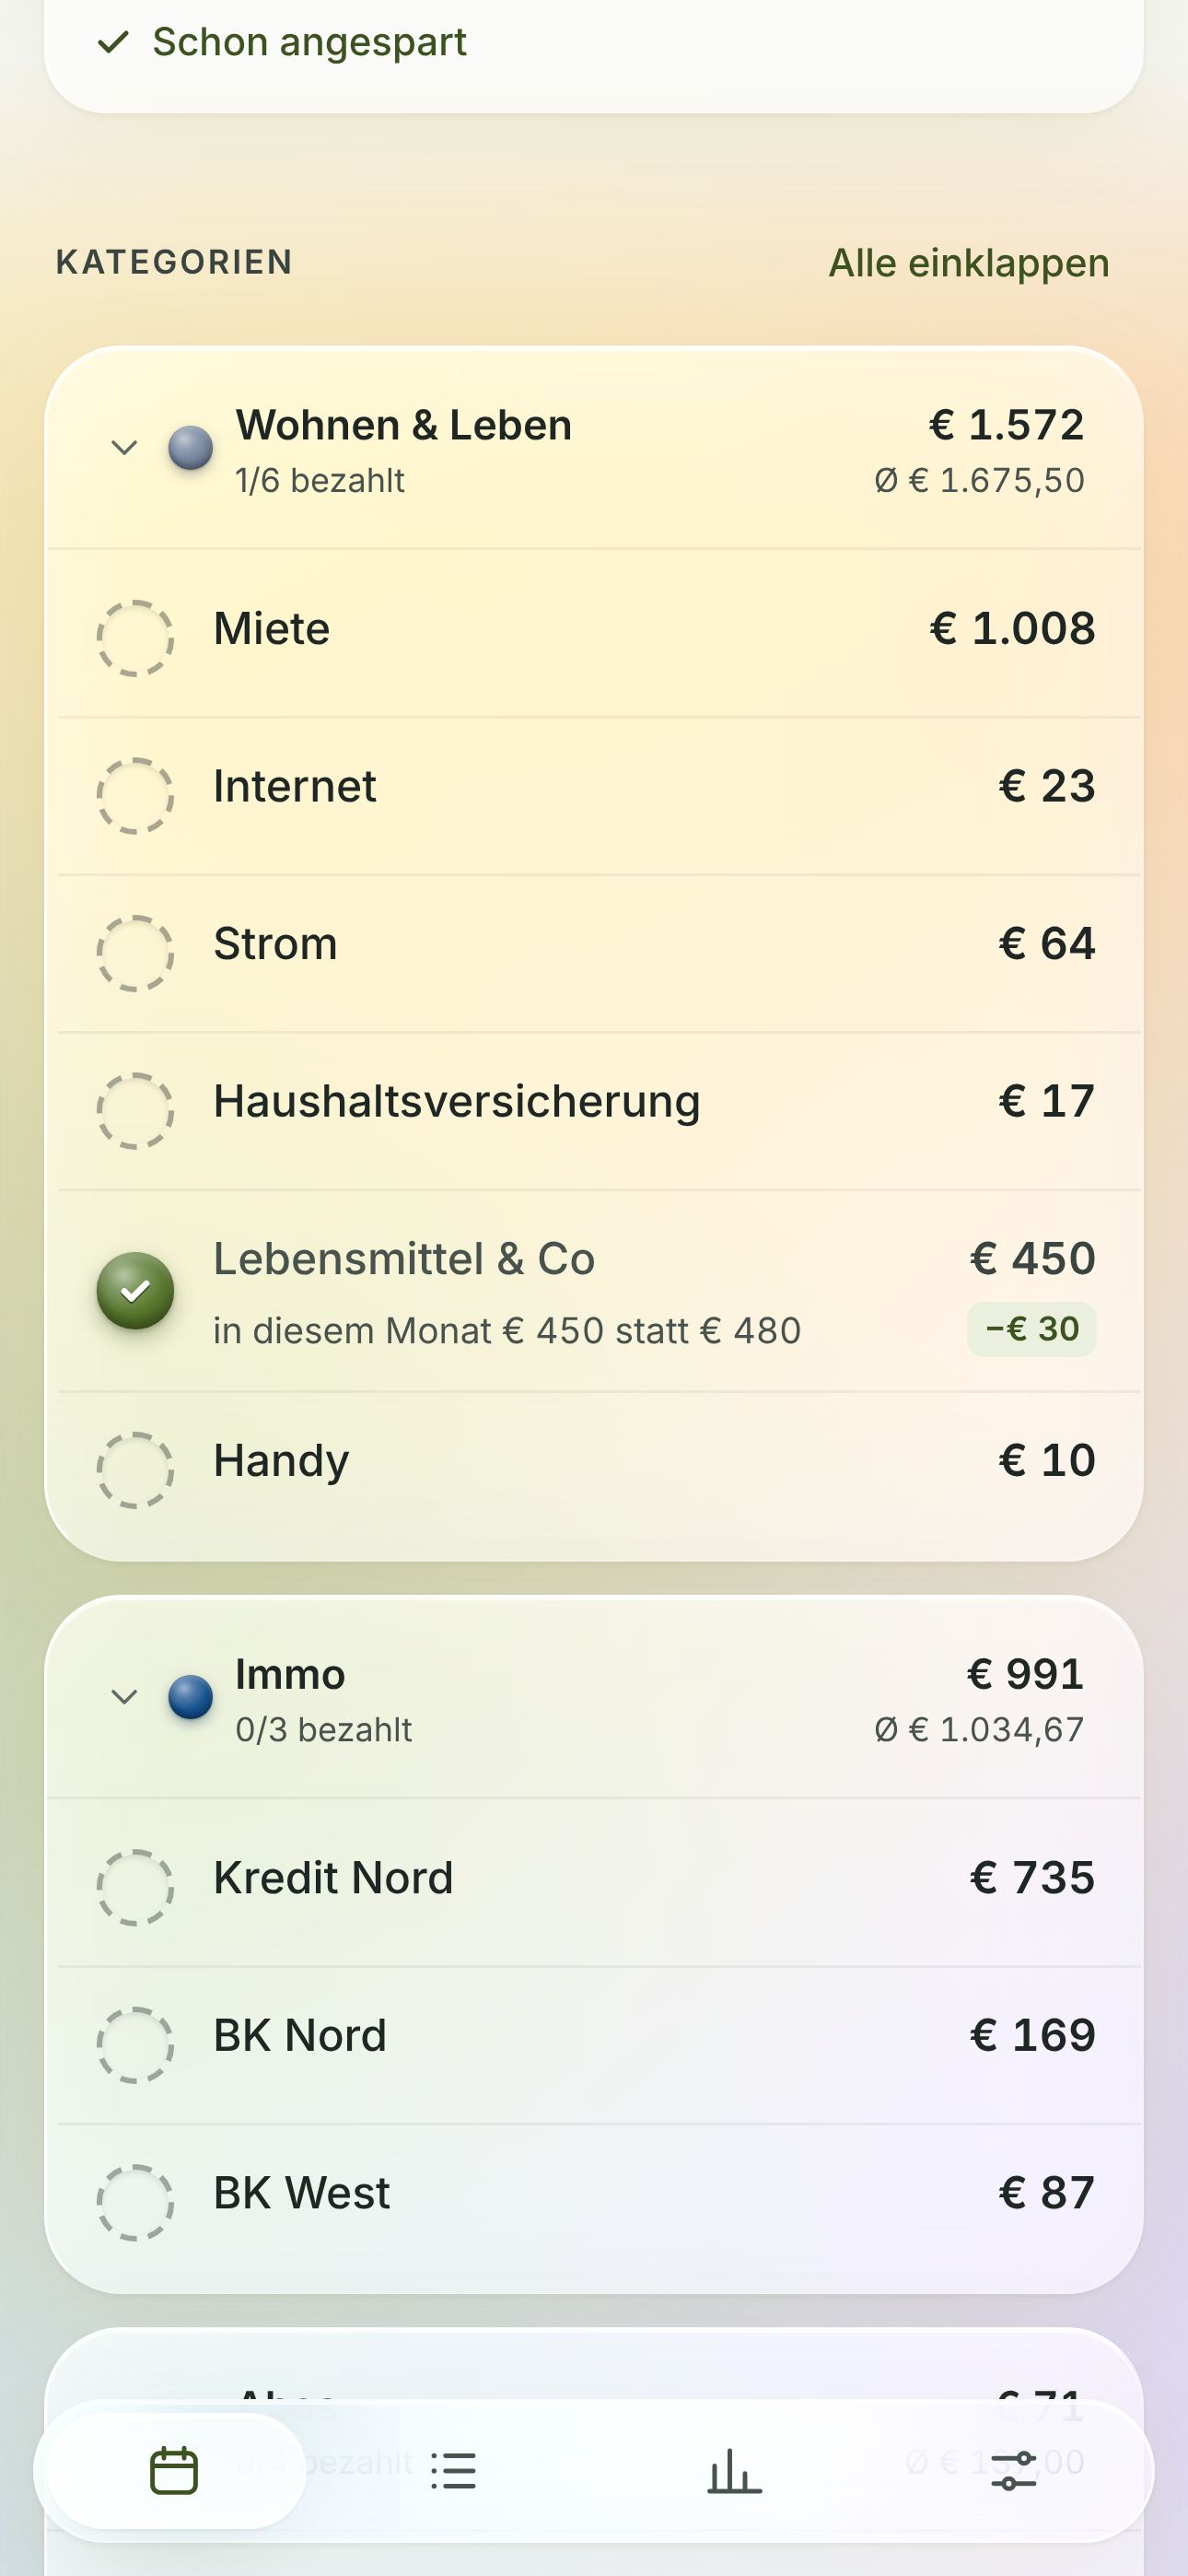 Schon angespart
KATEGORIEN
Alle einklappen
Wohnen & Leben
€ 1.572
1/6 bezahlt
Ø € 1.675,50
Miete
€ 1.008
Internet
€ 23
Strom
€ 64
Haushaltsversicherung
€ 17
Lebensmittel & Co
€ 450
in diesem Monat € 450 statt € 480
−€ 30
Handy
€ 10
Immo
€ 991
0/3 bezahlt
Ø € 1.034,67
Kredit Nord
€ 735
BK Nord
€ 169
BK West
€ 87
€ 71
bezahlt